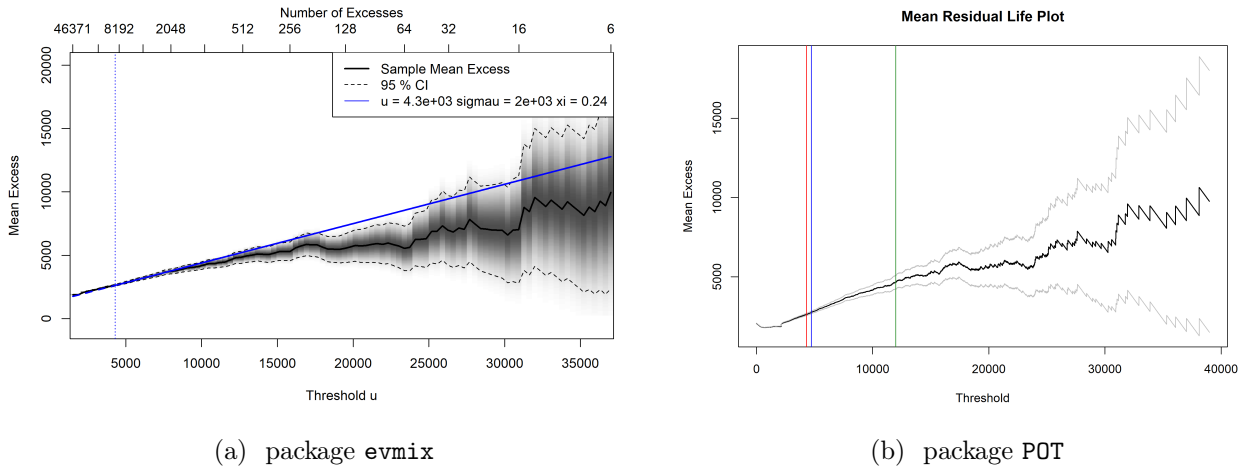 Number of Excesses
46371 8192 2048 512 256 128 64 32 16 6
Mean Excess
20000
15000
10000
5000
0
Sample Mean Excess
95 % CI
u = 4.3e+03 sigmau = 2e+03 xi = 0.24
5000 10000 15000 20000 25000 30000 35000
Threshold u
(a) package evmix
Mean Residual Life Plot
Mean Excess
15000
10000
5000
0 10000 20000 30000 40000
Threshold
(b) package POT